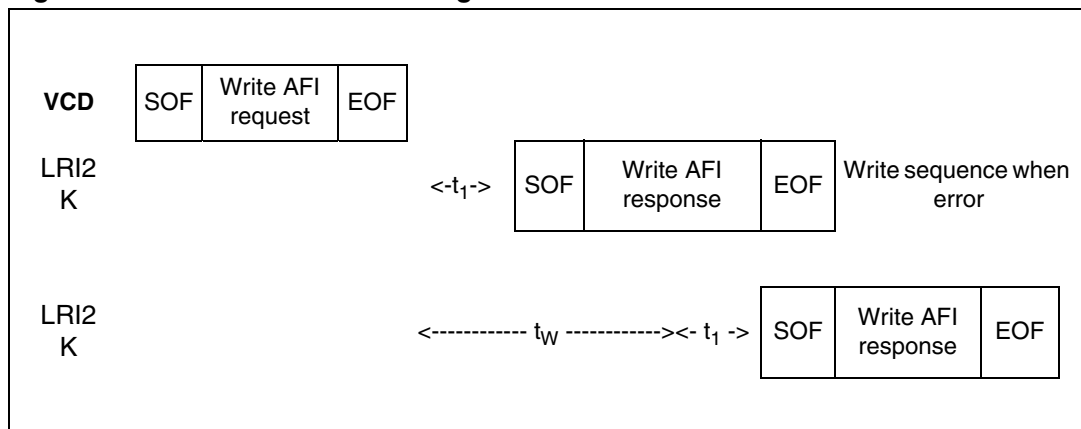 VCD SOF Write AFI request EOF
LRI2 K <-t1-> SOF Write AFI response EOF Write sequence when error
LRI2 K <------------ tW ------------><- t1 -> SOF Write AFI response EOF